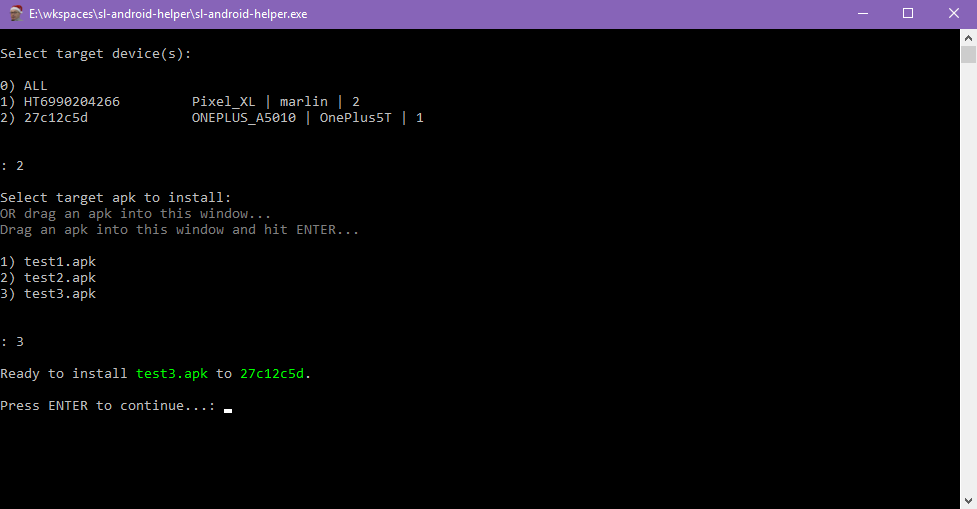 E:\wkspaces\sl-android-helper\sl-android-helper.exe
Select target device(s):
0) ALL
1) HT6990204266         Pixel_XL | marlin | 2
2) 27c12c5d             ONEPLUS_A5010 | OnePlus5T | 1
: 2
Select target apk to install:
OR drag an apk into this window...
Drag an apk into this window and hit ENTER...
1) test1.apk
2) test2.apk
3) test3.apk
: 3
Ready to install test3.apk to 27c12c5d.
Press ENTER to continue...: